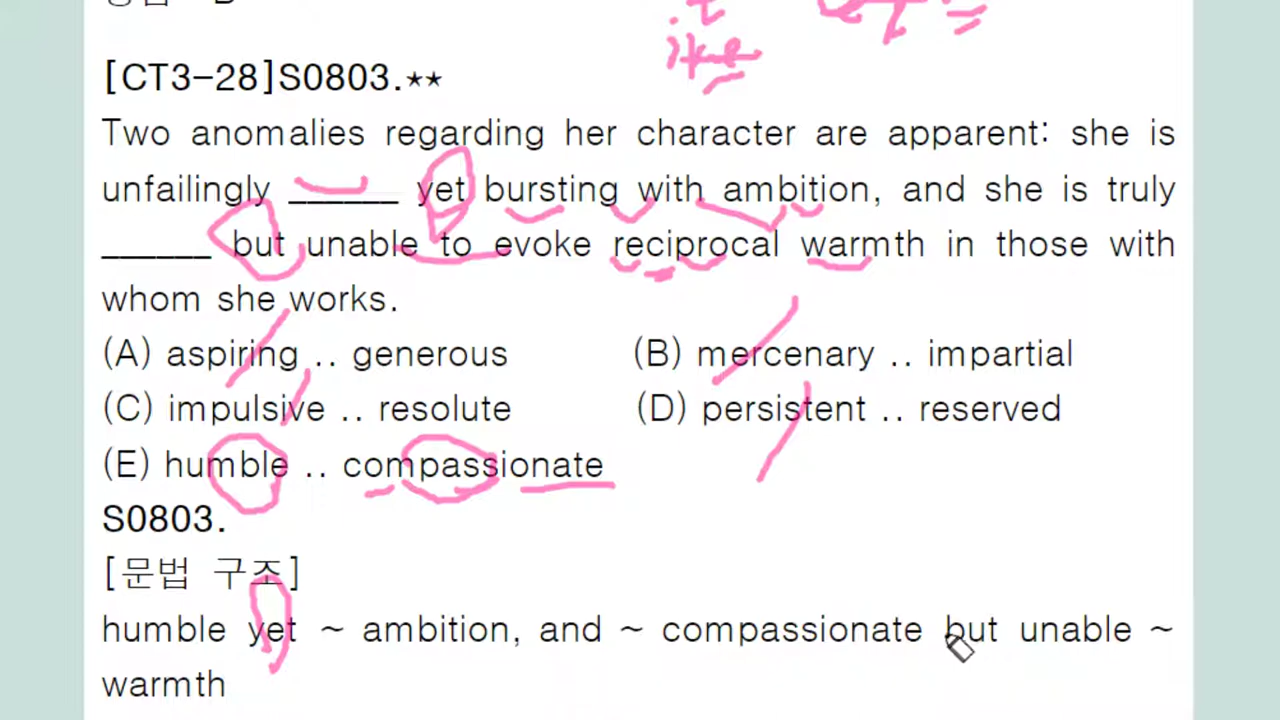 [CT3-28]S0803.★★
Two anomalies regarding her character are apparent: she is
unfailingly ______ yet bursting with ambition, and she is truly
______ but unable to evoke reciprocal warmth in those with
whom she works.
(A) aspiring .. generous (B) mercenary .. impartial
(C) impulsive .. resolute (D) persistent .. reserved
(E) humble .. compassionate
S0803.
[문법 구조]
humble yet ~ ambition, and ~ compassionate but unable ~
warmth